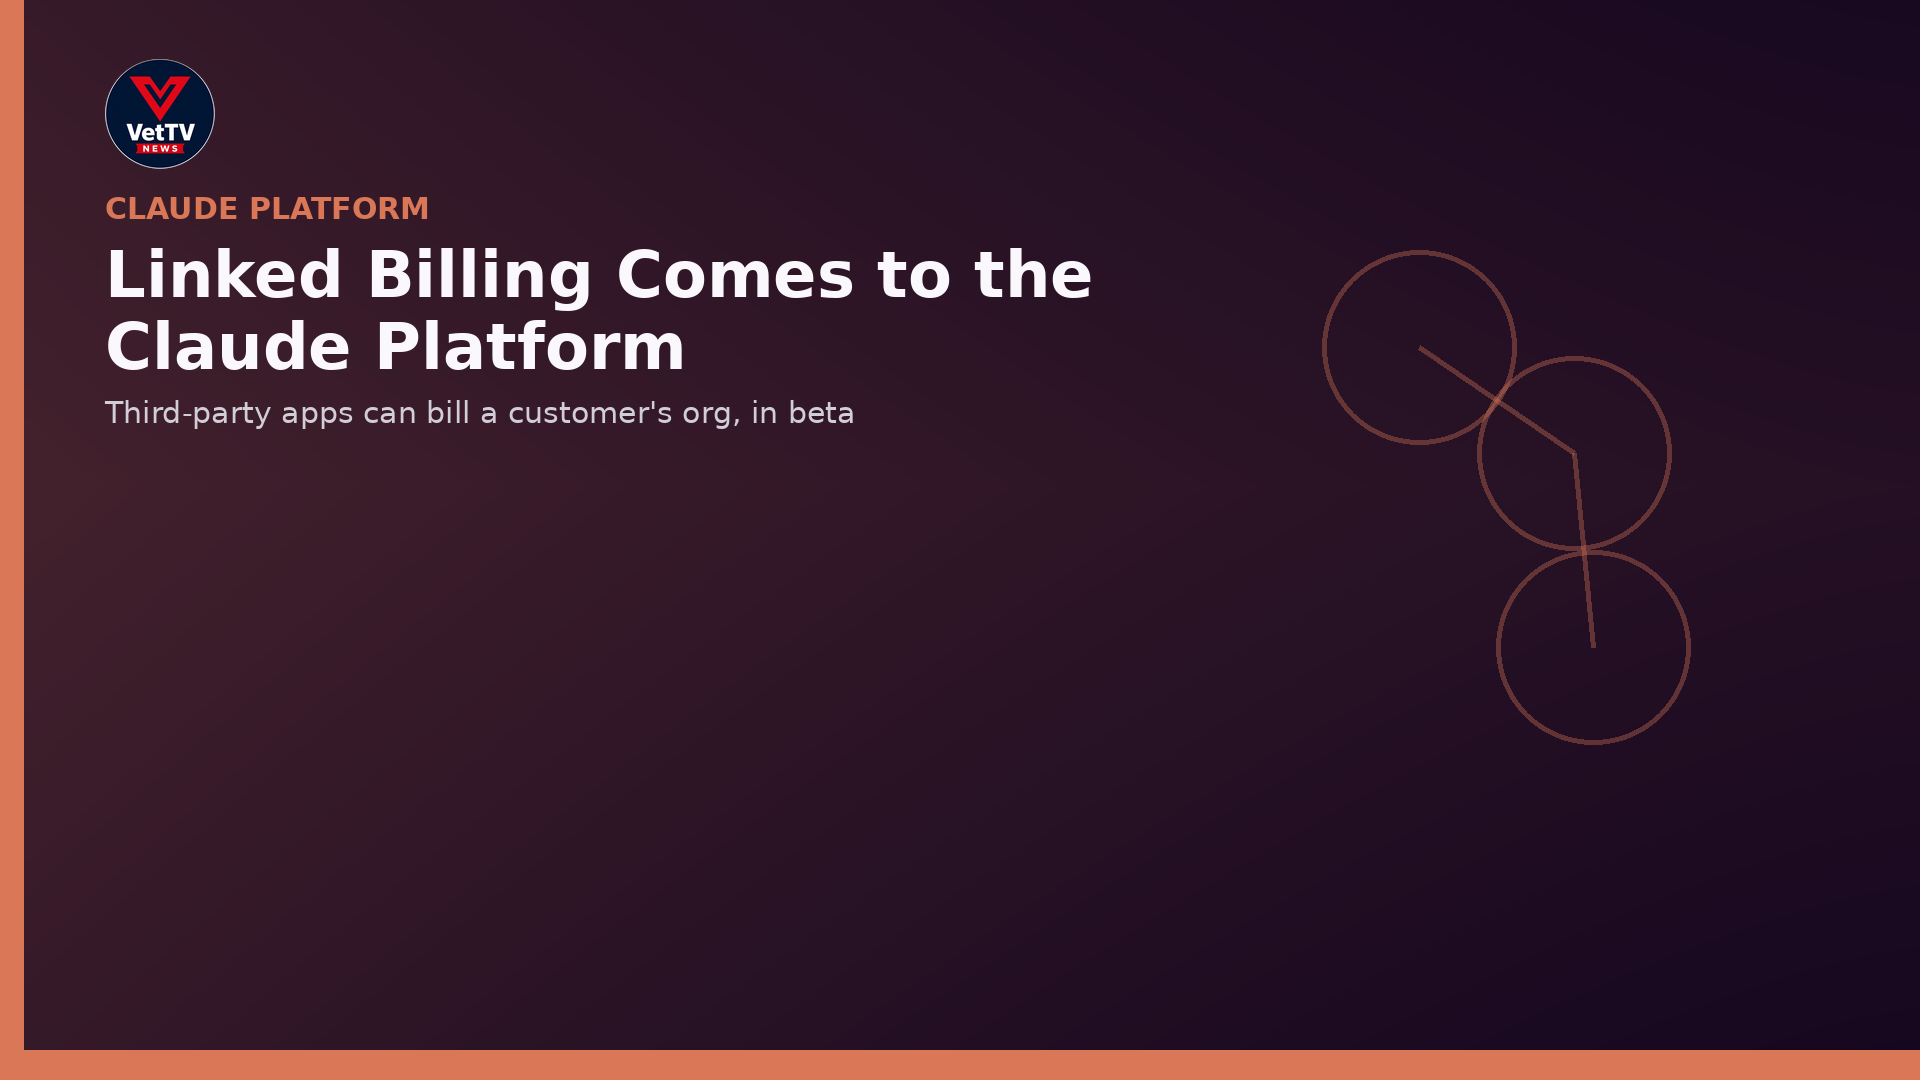 VetTV
NEWS
CLAUDE PLATFORM
Linked Billing Comes to the
Claude Platform
Third-party apps can bill a customer's org, in beta